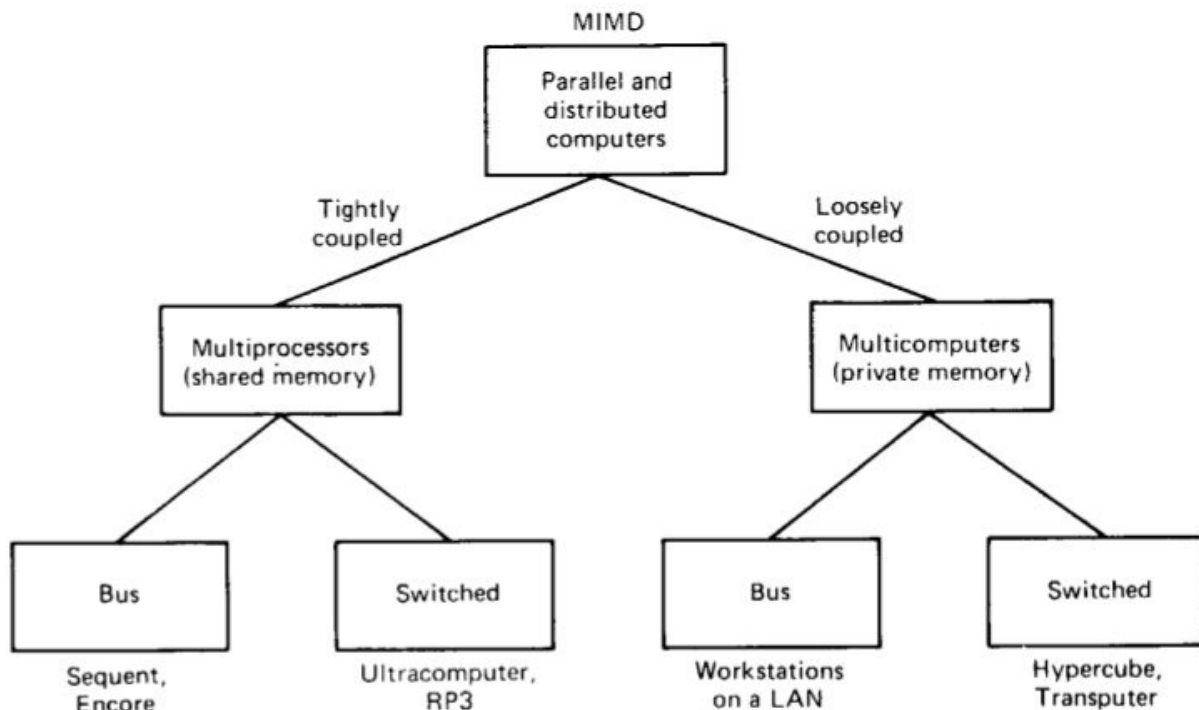 MIMD
Parallel and
distributed
computers
Tightly
coupled
Loosely
coupled
Multiprocessors
(shared memory)
Multicomputers
(private memory)
Bus
Switched
Bus
Switched
Sequent,
Encore
Ultracomputer,
RP3
Workstations
on a LAN
Hypercube,
Transputer